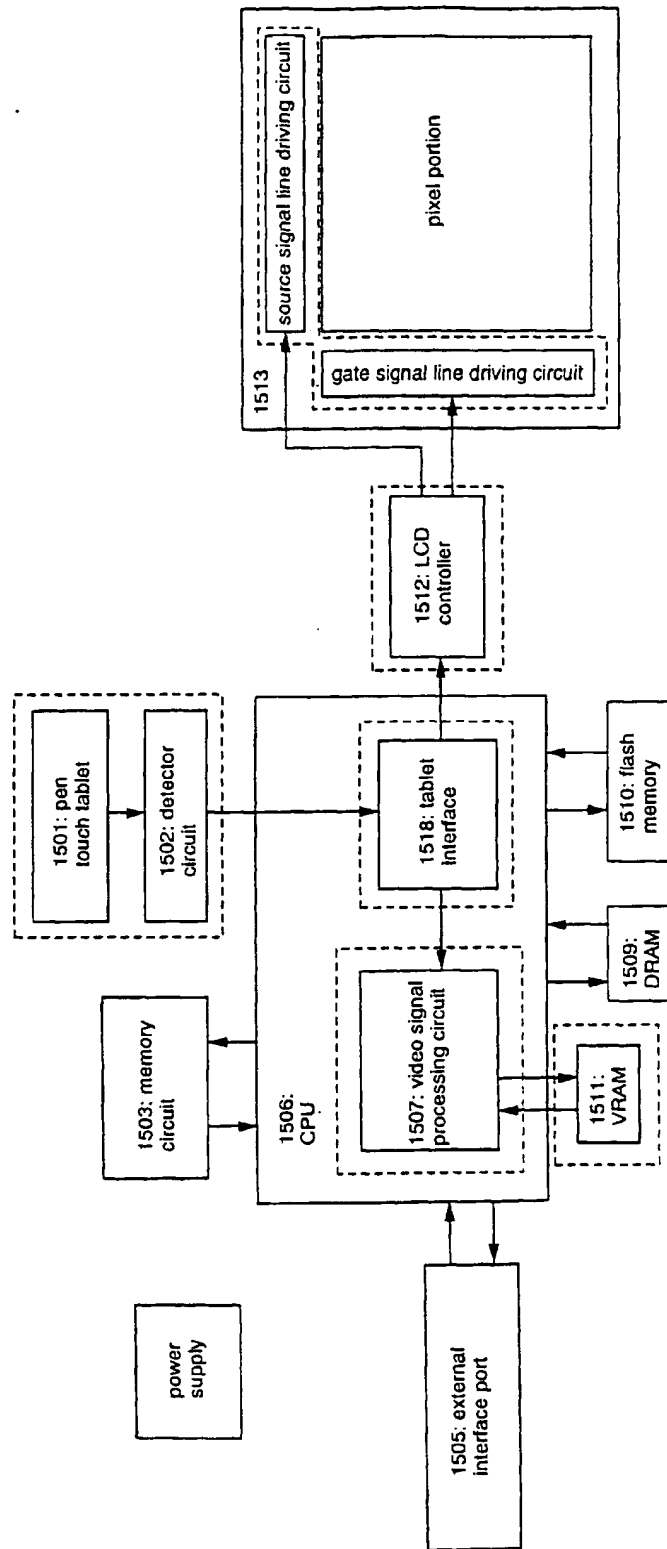 power
supply
1505: external
interface port
1503: memory
circuit
1501: pen
touch tablet
1502: detector
circuit
1506:
CPU
1507: video signal
processing circuit
1518: tablet
interface
1511:
VRAM
1509:
DRAM
1510: flash
memory
1512: LCD
controller
1513
source signal line driving circuit
gate signal line driving circuit
pixel portion